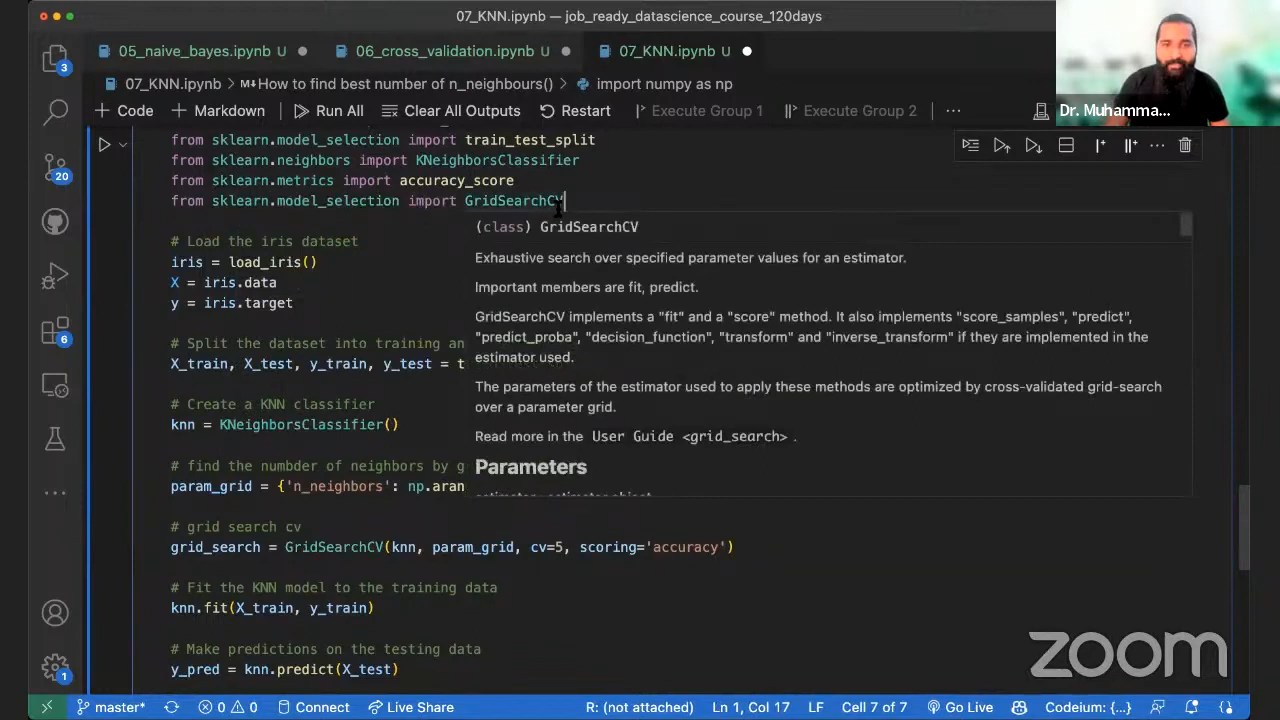 07_KNN.ipynb — job_ready_datascience_course_120days
05_naive_bayes.ipynb U
06_cross_validation.ipynb U
07_KNN.ipynb U
07_KNN.ipynb > M↓How to find best number of n_neighbours() > import numpy as np
+ Code + Markdown Run All Clear All Outputs Restart Execute Group 1 Execute Group 2 ...
Dr. Muhamma...
from sklearn.model_selection import train_test_split
from sklearn.neighbors import KNeighborsClassifier
from sklearn.metrics import accuracy_score
from sklearn.model_selection import GridSearchCV
(class) GridSearchCV
Exhaustive search over specified parameter values for an estimator.
Important members are fit, predict.
GridSearchCV implements a "fit" and a "score" method. It also implements "score_samples", "predict",
"predict_proba", "decision_function", "transform" and "inverse_transform" if they are implemented in the
estimator used.
The parameters of the estimator used to apply these methods are optimized by cross-validated grid-search
over a parameter grid.
Read more in the User Guide <grid_search> .
Parameters
# Load the iris dataset
iris = load_iris()
X = iris.data
y = iris.target
# Split the dataset into training an
X_train, X_test, y_train, y_test = t
# Create a KNN classifier
knn = KNeighborsClassifier()
# find the numbder of neighbors by g
param_grid = {'n_neighbors': np.aran
# grid search cv
grid_search = GridSearchCV(knn, param_grid, cv=5, scoring='accuracy')
# Fit the KNN model to the training data
knn.fit(X_train, y_train)
# Make predictions on the testing data
y_pred = knn.predict(X_test)
3
20
6
1
zoom
master* 0 0 Connect Live Share R: (not attached) Ln 1, Col 17 LF Cell 7 of 7 Go Live Codeium: {...}